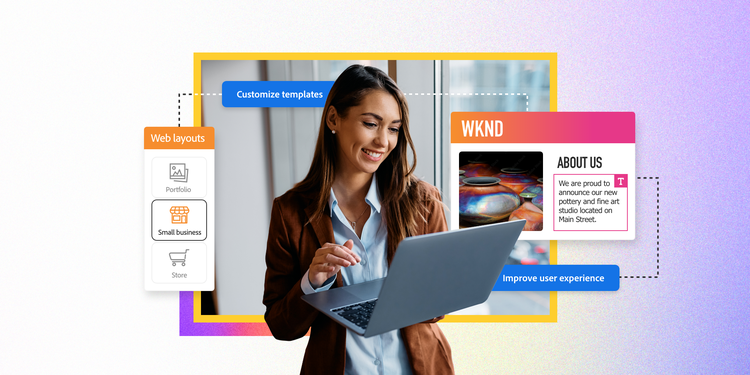 Customize templates
Web layouts
Portfolio
Small business
Store
WKND
ABOUT US
We are proud to
announce our new
pottery and fine art
studio located on
Main Street.
T
Improve user experience